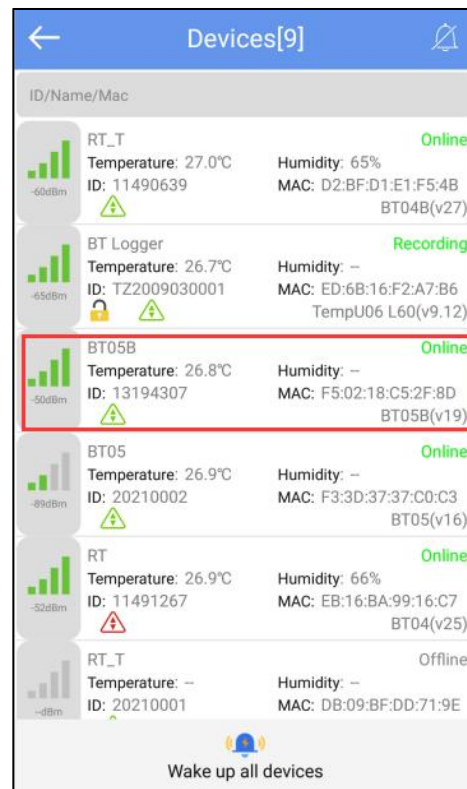 Devices[9]
ID/Name/Mac
RT_T Online
Temperature: 27.0℃ Humidity: 65%
ID: 11490639 MAC: D2:BF:D1:E1:F5:4B
-60dBm
BT04B(v27)
BT Logger Recording
Temperature: 26.7℃ Humidity: --
ID: TZ2009030001 MAC: ED:6B:16:F2:A7:B6
-65dBm
TempU06 L60(v9.12)
BT05B Online
Temperature: 26.8℃ Humidity: --
ID: 13194307 MAC: F5:02:18:C5:2F:8D
-50dBm
BT05B(v19)
BT05 Online
Temperature: 26.9℃ Humidity: --
ID: 20210002 MAC: F3:3D:37:37:C0:C3
-89dBm
BT05(v16)
RT Online
Temperature: 26.9℃ Humidity: 66%
ID: 11491267 MAC: EB:16:BA:99:16:C7
-52dBm
BT04(v25)
RT_T Offline
Temperature: -- Humidity: --
ID: 20210001 MAC: DB:09:BF:DD:71:9E
--dBm
Wake up all devices